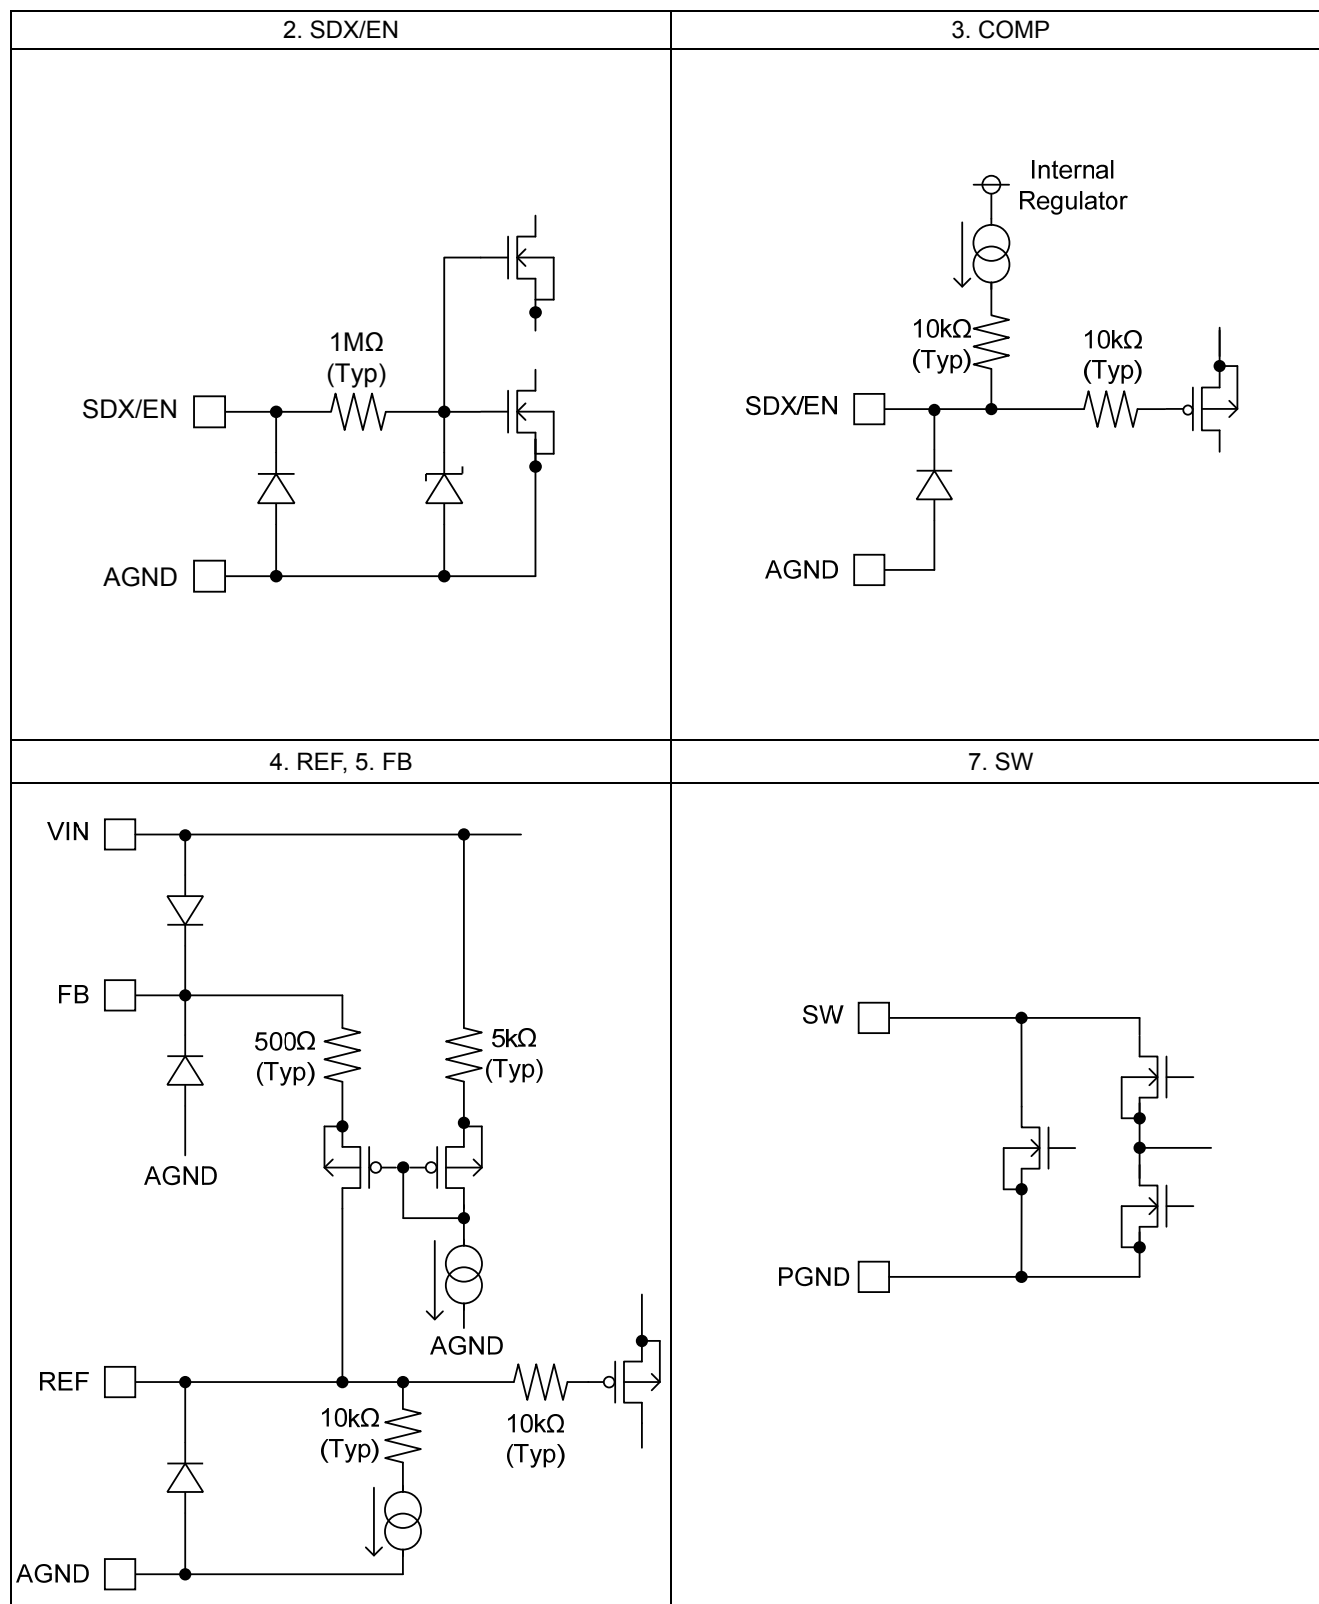 2. SDX/EN
3. COMP
1MΩ
(Typ)
SDX/EN
AGND
Internal
Regulator
10kΩ
(Typ)
10kΩ
(Typ)
SDX/EN
AGND
4. REF, 5. FB
7. SW
VIN
FB
500Ω
(Typ)
5kΩ
(Typ)
AGND
AGND
REF
10kΩ
(Typ)
10kΩ
(Typ)
AGND
SW
PGND